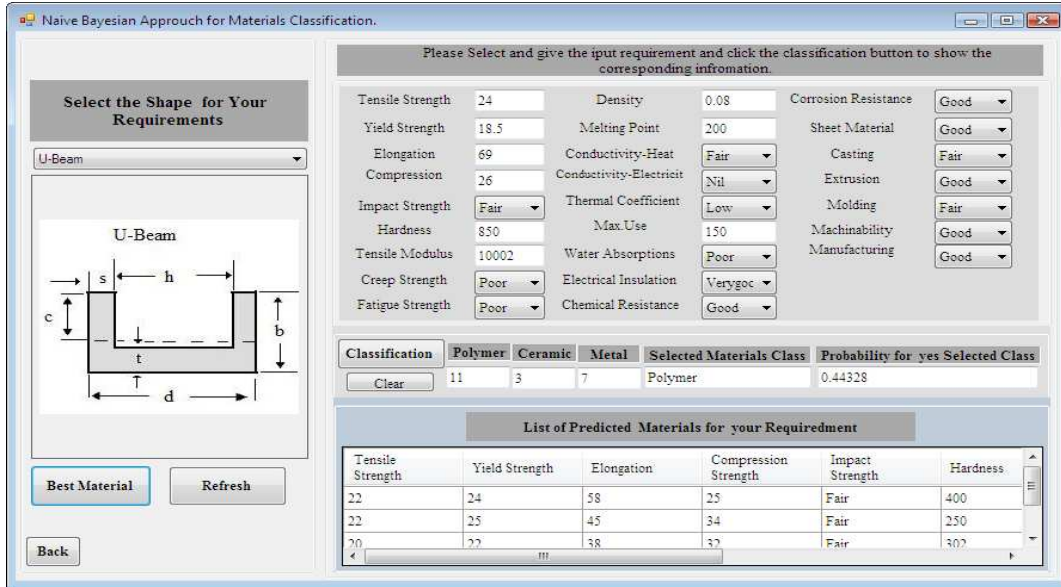 Naive Bayesian Approuch for Materials Classification.
Please Select and give the iput requirement and click the classification button to show the
corresponding infromation.
Select the Shape for Your
Requirements
U-Beam
U-Beam
s
h
c
b
t
d
Best Material
Refresh
Back
Tensile Strength 24
Yield Strength 18.5
Elongation 69
Compression 26
Impact Strength Fair
Hardness 850
Tensile Modulus 10002
Creep Strength Poor
Fatigue Strength Poor
Density 0.08
Melting Point 200
Conductivity-Heat Fair
Conductivity-Electricit Nil
Thermal Coefficient Low
Max.Use 150
Water Absorptions Poor
Electrical Insulation Verygoc
Chemical Resistance Good
Corrosion Resistance Good
Sheet Material Good
Casting Fair
Extrusion Good
Molding Fair
Machinability Good
Manufacturing Good
Classification Polymer Ceramic Metal Selected Materials Class Probability for yes Selected Class
Clear 11 3 7 Polymer 0.44328
List of Predicted Materials for your Requiredment
Tensile
Strength
Yield Strength
Elongation
Compression
Strength
Impact
Strength
Hardness
22 24 58 25 Fair 400
22 25 45 34 Fair 250
20 22 38 32 Fair 302